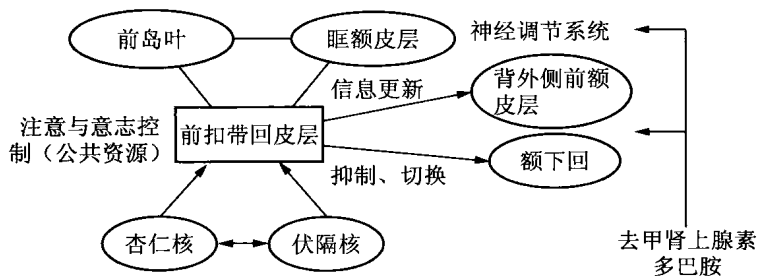 前岛叶
眶额皮层
神经调节系统
信息更新
背外侧前额
皮层
注意与意志控
制（公共资源）
前扣带回皮层
抑制、切换
额下回
杏仁核
伏隔核
去甲肾上腺素
多巴胺